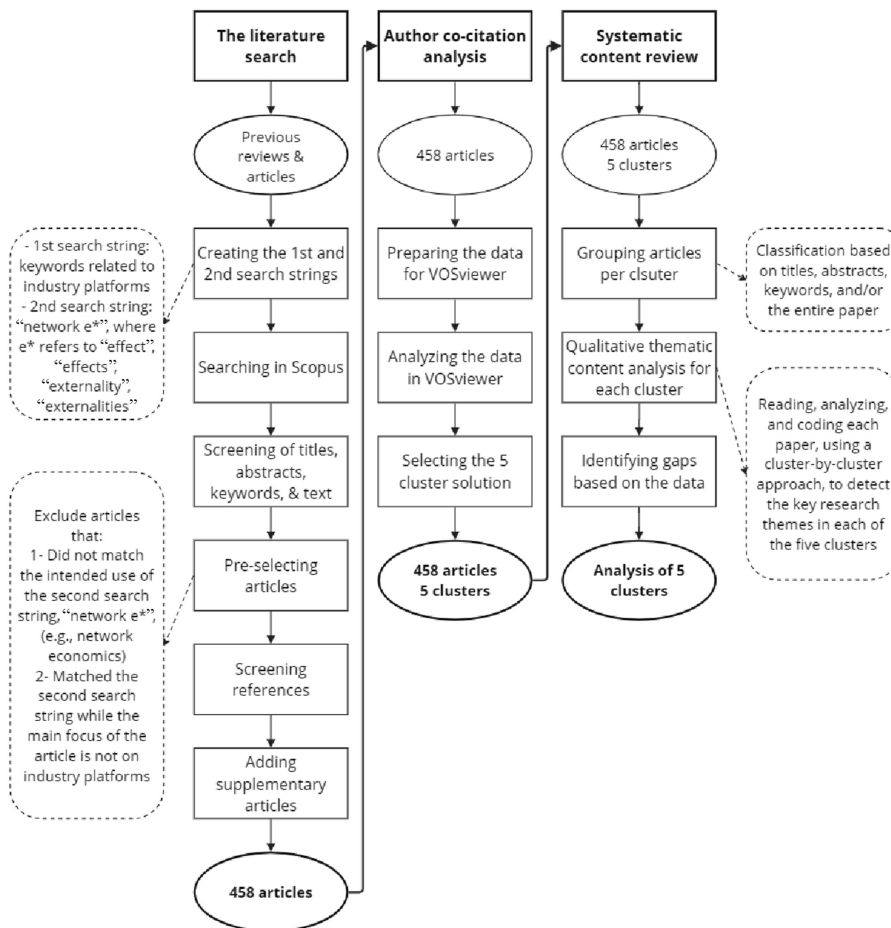 The literature
search
Previous
reviews &
articles
- 1st search string:
keywords related to
industry platforms
- 2nd search string:
“network e*”, where
e* refers to “effect”,
“effects”,
“externality”,
“externalities”
Creating the 1st and
2nd search strings
Searching in Scopus
Screening of titles,
abstracts,
keywords, & text
Exclude articles
that:
1- Did not match
the intended use of
the second search
string, “network e*”,
(e.g., network
economics)
2- Matched the
second search
string while the
main focus of the
article is not on
industry platforms
Pre-selecting
articles
Screening
references
Adding
supplementary
articles
458 articles
Author co-citation
analysis
458 articles
Preparing the data
for VOSviewer
Analyzing the data
in VOSviewer
Selecting the 5
cluster solution
458 articles
5 clusters
Systematic
content review
458 articles
5 clusters
Grouping articles
per clsuter
Classification based
on titles, abstracts,
keywords, and/or
the entire paper
Qualitative thematic
content analysis for
each cluster
Reading, analyzing,
and coding each
paper, using a
cluster-by-cluster
approach, to detect
the key research
themes in each of
the five clusters
Identifying gaps
based on the data
Analysis of 5
clusters